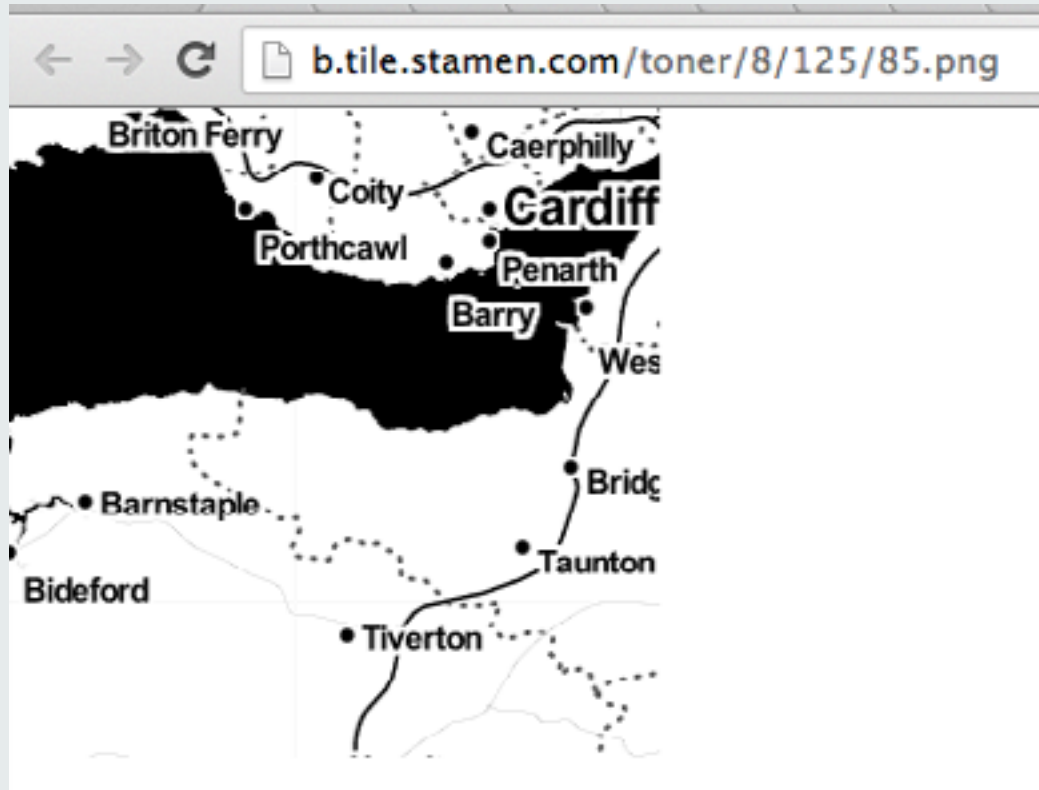 b.tile.stamen.com/toner/8/125/85.png
Briton Ferry
Caerphilly
Coity
Cardiff
Porthcawl
Penarth
Barry
Wes
Bridg
Barnstaple
Taunton
Bideford
Tiverton